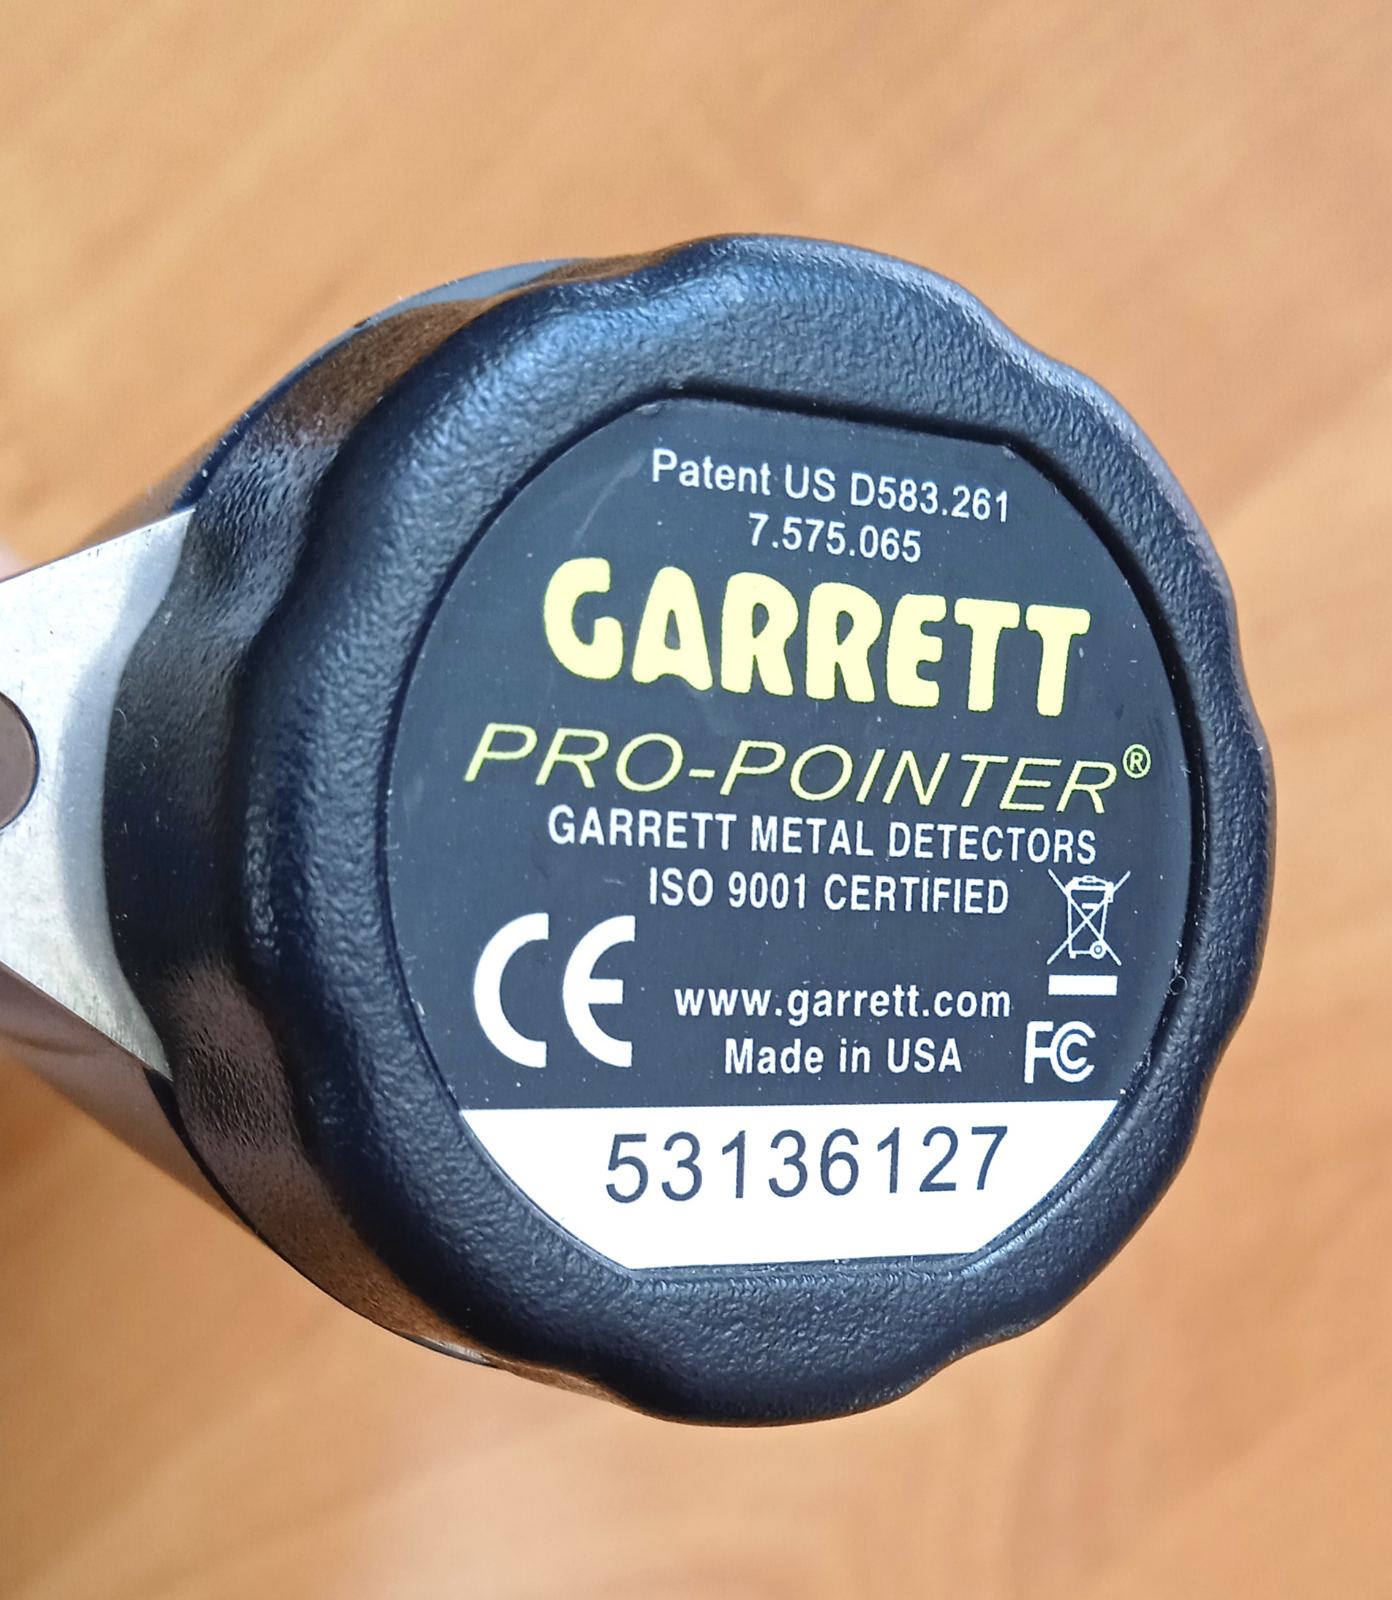 Patent US D583.261
7.575.065
GARRETT
PRO-POINTER®
GARRETT METAL DETECTORS
ISO 9001 CERTIFIED
CE
www.garrett.com
Made in USA
FC
53136127